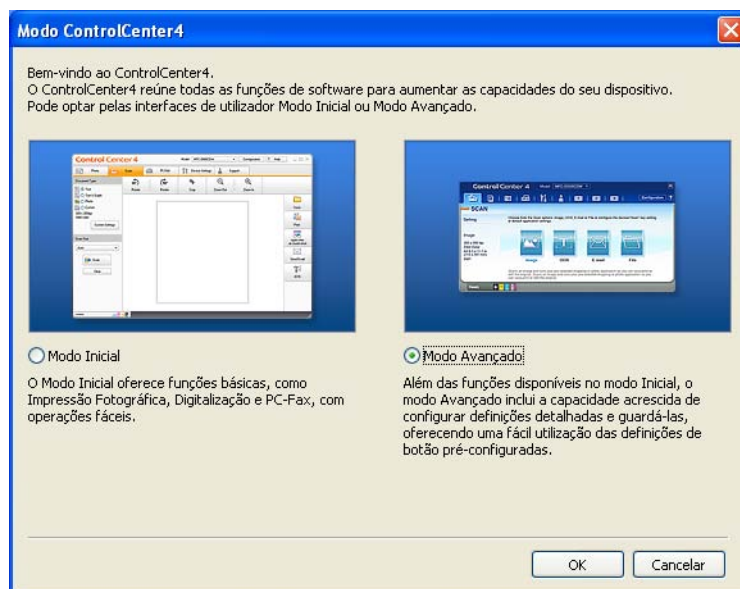 Modo ControlCenter4
Bem-vindo ao ControlCenter4.
O ControlCenter4 reúne todas as funções de software para aumentar as capacidades do seu dispositivo.
Pode optar pelas interfaces de utilizador Modo Inicial ou Modo Avançado.
Control Center 4
Control Center 4
SCAN
Image
OCR
E-mail
File
Modo Inicial
O Modo Inicial oferece funções básicas, como
Impressão Fotográfica, Digitalização e PC-Fax, com
operações fáceis.
Modo Avançado
Além das funções disponíveis no modo Inicial, o
modo Avançado inclui a capacidade acrescida de
configurar definições detalhadas e guardá-las,
oferecendo uma fácil utilização das definições de
botão pré-configuradas.
OK
Cancelar